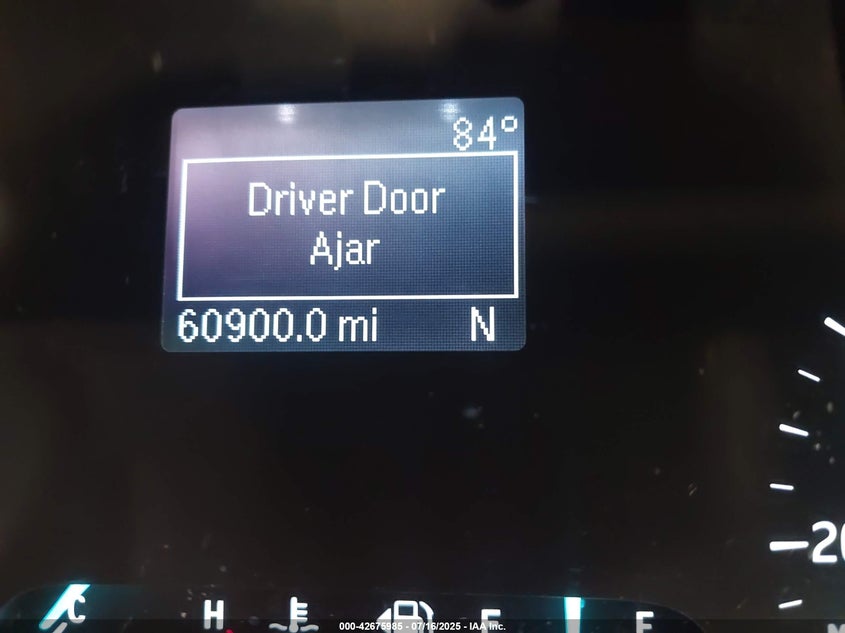 84°
Driver Door
Ajar
60900.0 mi N
20
C H E F
000-42675985 - 07/16/2025 - IAA Inc.